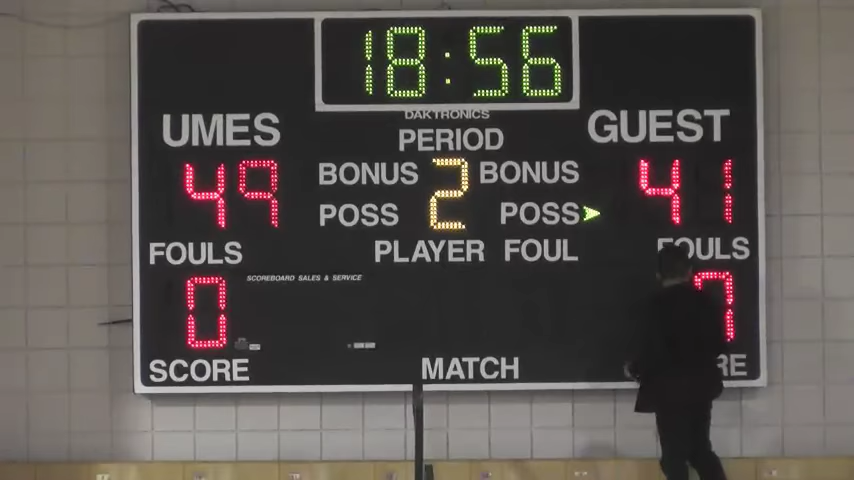 18:56
DAKTRONICS
UMES PERIOD GUEST
49 BONUS 2 BONUS 41
POSS POSS
FOULS PLAYER FOUL FOULS
SCOREBOARD SALES & SERVICE
0 7
SCORE MATCH RE